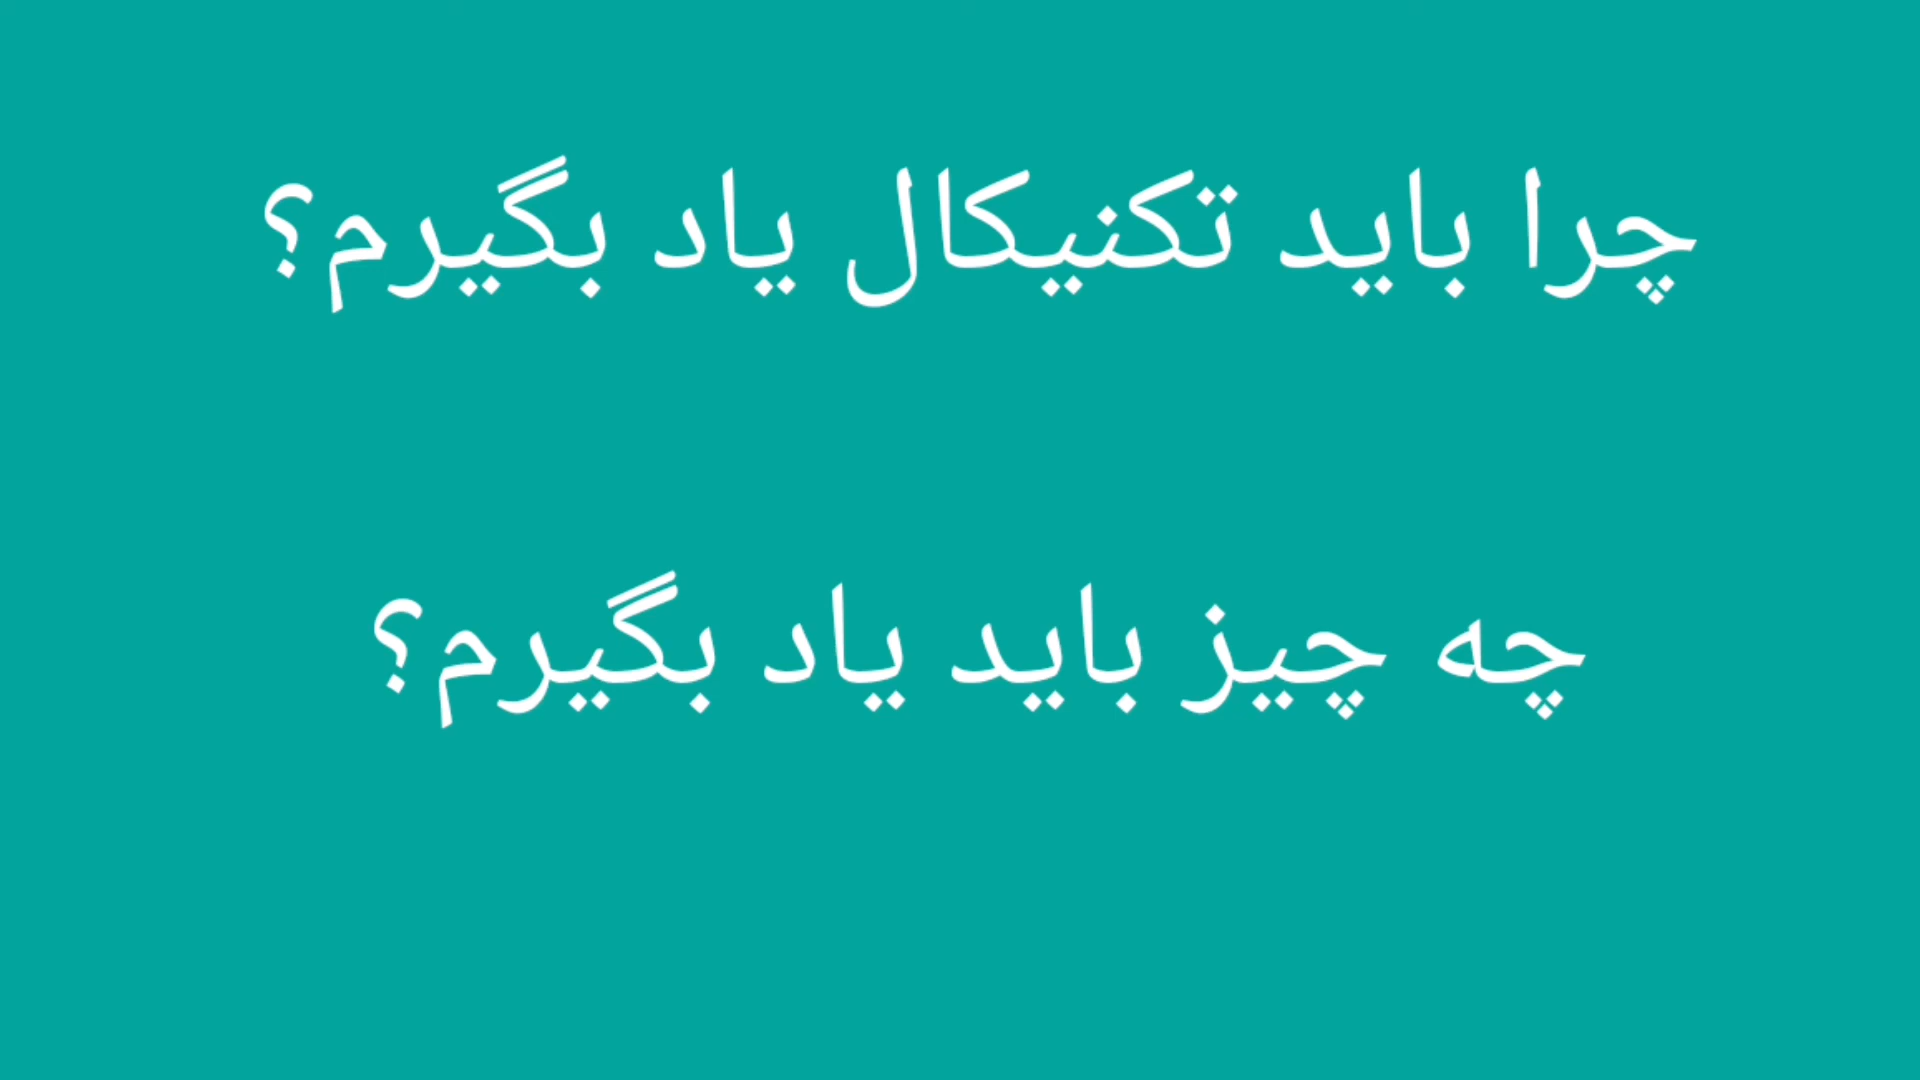 چرا باید تکنیکال یاد بگیرم؟
چه چیز باید یاد بگیرم؟